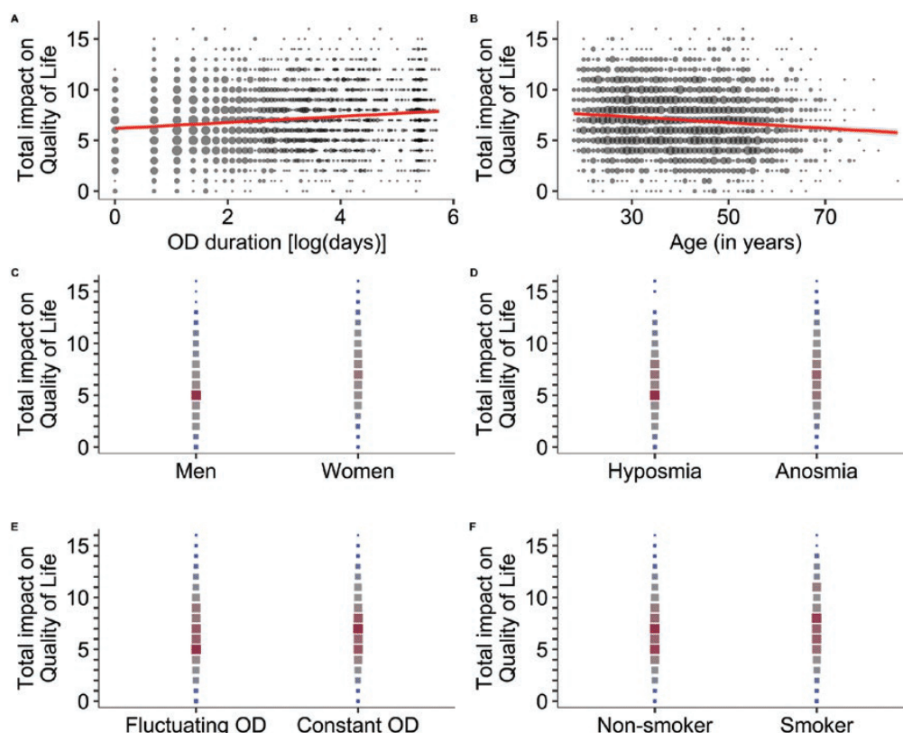 A
Total impact on
Quality of Life
15
10
5
0
0
2
4
6
OD duration [log(days)]
B
Total impact on
Quality of Life
15
10
5
0
30
50
70
Age (in years)
C
Total impact on
Quality of Life
15
10
5
0
Men
Women
D
Total impact on
Quality of Life
15
10
5
0
Hyposmia
Anosmia
E
Total impact on
Quality of Life
15
10
5
0
Fluctuating OD
Constant OD
F
Total impact on
Quality of Life
15
10
5
0
Non-smoker
Smoker